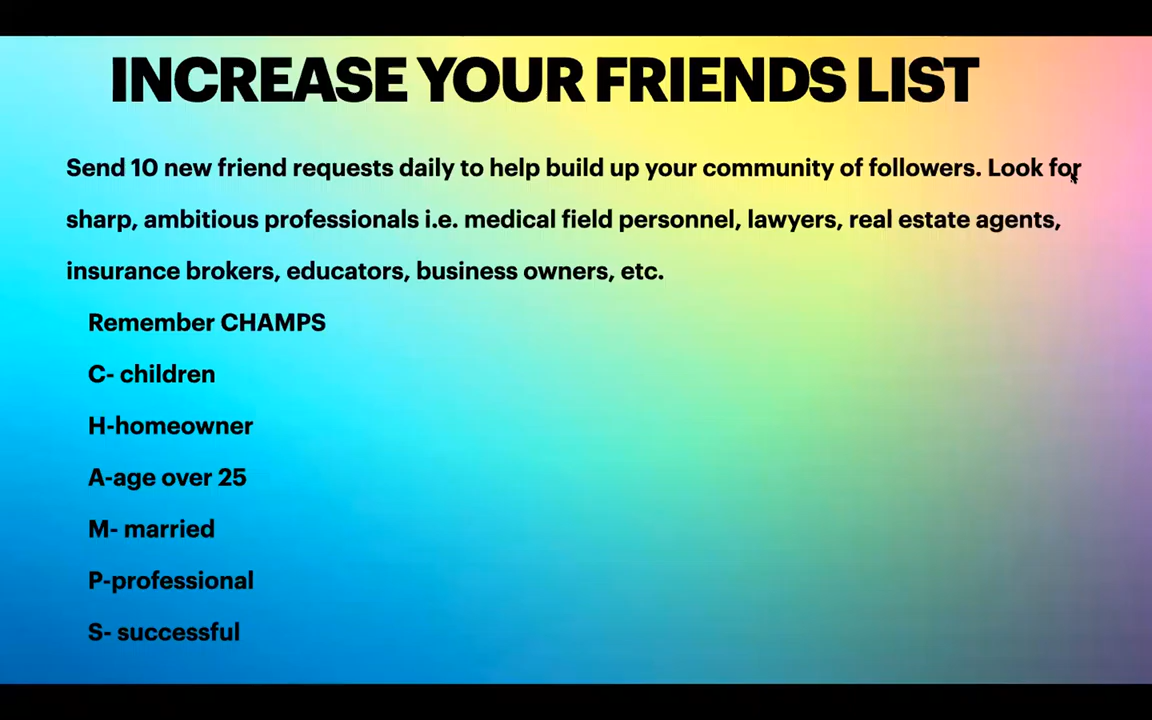 INCREASE YOUR FRIENDS LIST
Send 10 new friend requests daily to help build up your community of followers. Look for
sharp, ambitious professionals i.e. medical field personnel, lawyers, real estate agents,
insurance brokers, educators, business owners, etc.
Remember CHAMPS
C- children
H-homeowner
A-age over 25
M- married
P-professional
S- successful